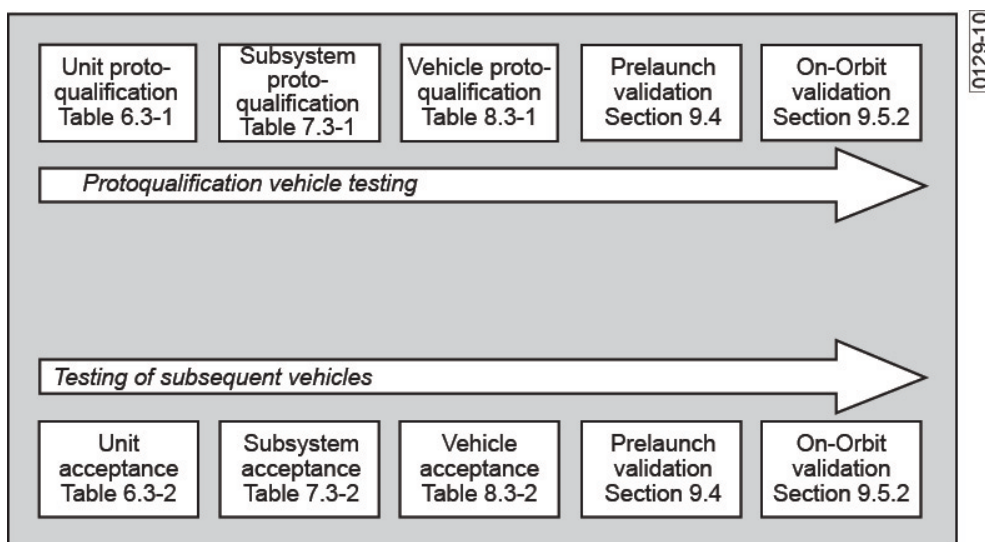 Unit proto-
qualification
Table 6.3-1
Subsystem
proto-
qualification
Table 7.3-1
Vehicle proto-
qualification
Table 8.3-1
Prelaunch
validation
Section 9.4
On-Orbit
validation
Section 9.5.2
0129-10
Protoqualification vehicle testing
Testing of subsequent vehicles
Unit
acceptance
Table 6.3-2
Subsystem
acceptance
Table 7.3-2
Vehicle
acceptance
Table 8.3-2
Prelaunch
validation
Section 9.4
On-Orbit
validation
Section 9.5.2